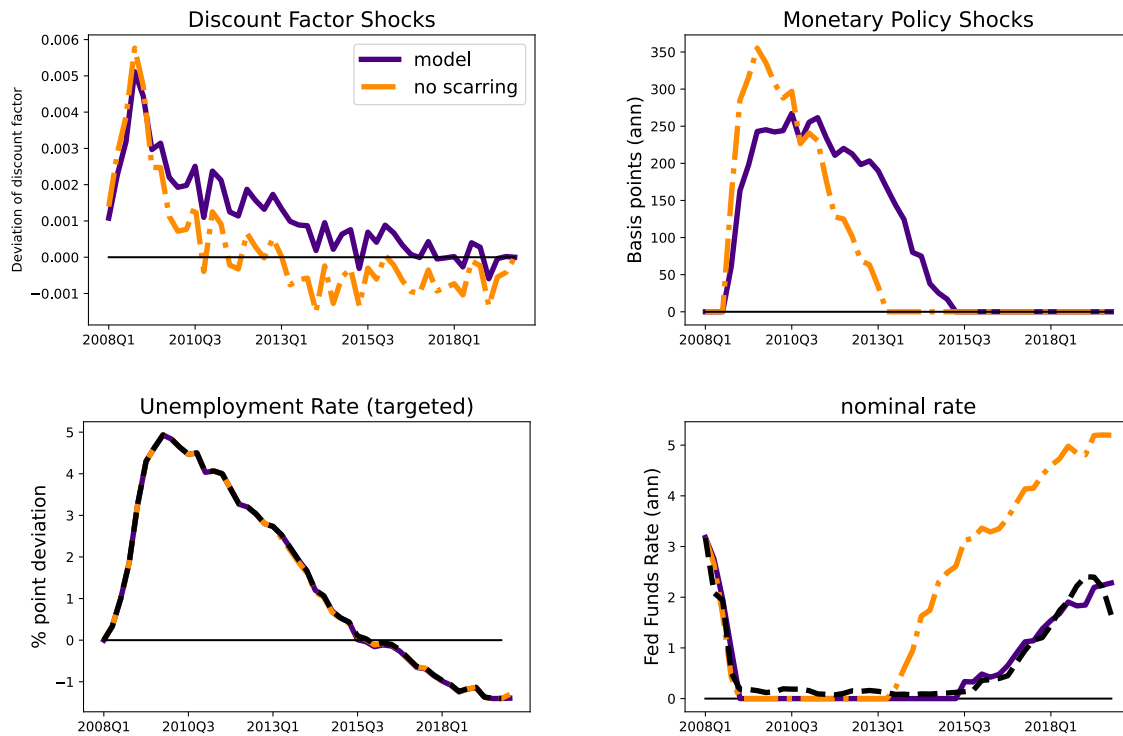 Discount Factor Shocks
Deviation of discount factor
0.006
0.005
0.004
0.003
0.002
0.001
0.000
−0.001
model
no scarring
2008Q1 2010Q3 2013Q1 2015Q3 2018Q1
Monetary Policy Shocks
Basis points (ann)
350
300
250
200
150
100
50
0
2008Q1 2010Q3 2013Q1 2015Q3 2018Q1
Unemployment Rate (targeted)
% point deviation
5
4
3
2
1
0
−1
2008Q1 2010Q3 2013Q1 2015Q3 2018Q1
nominal rate
Fed Funds Rate (ann)
5
4
3
2
1
0
2008Q1 2010Q3 2013Q1 2015Q3 2018Q1